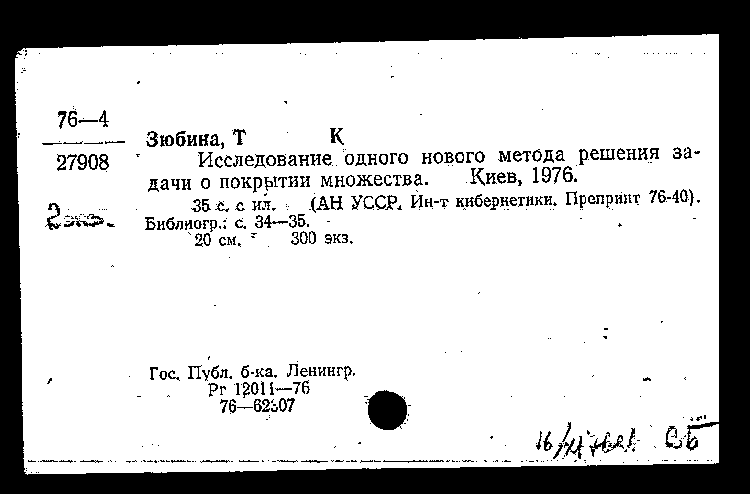 76—4
27908
2 экз.
Зюбина, Т К
Исследование одного нового метода решения за-
дачи о покрытии множества. Киев, 1976.
35 с. с ил. (АН УССР. Ин-т кибернетики. Препринт 76-40).
Библиогр.: с. 34—35.
20 см. 300 экз.
Гос. Публ. б-ка. Ленингр.
Рг 12011—76